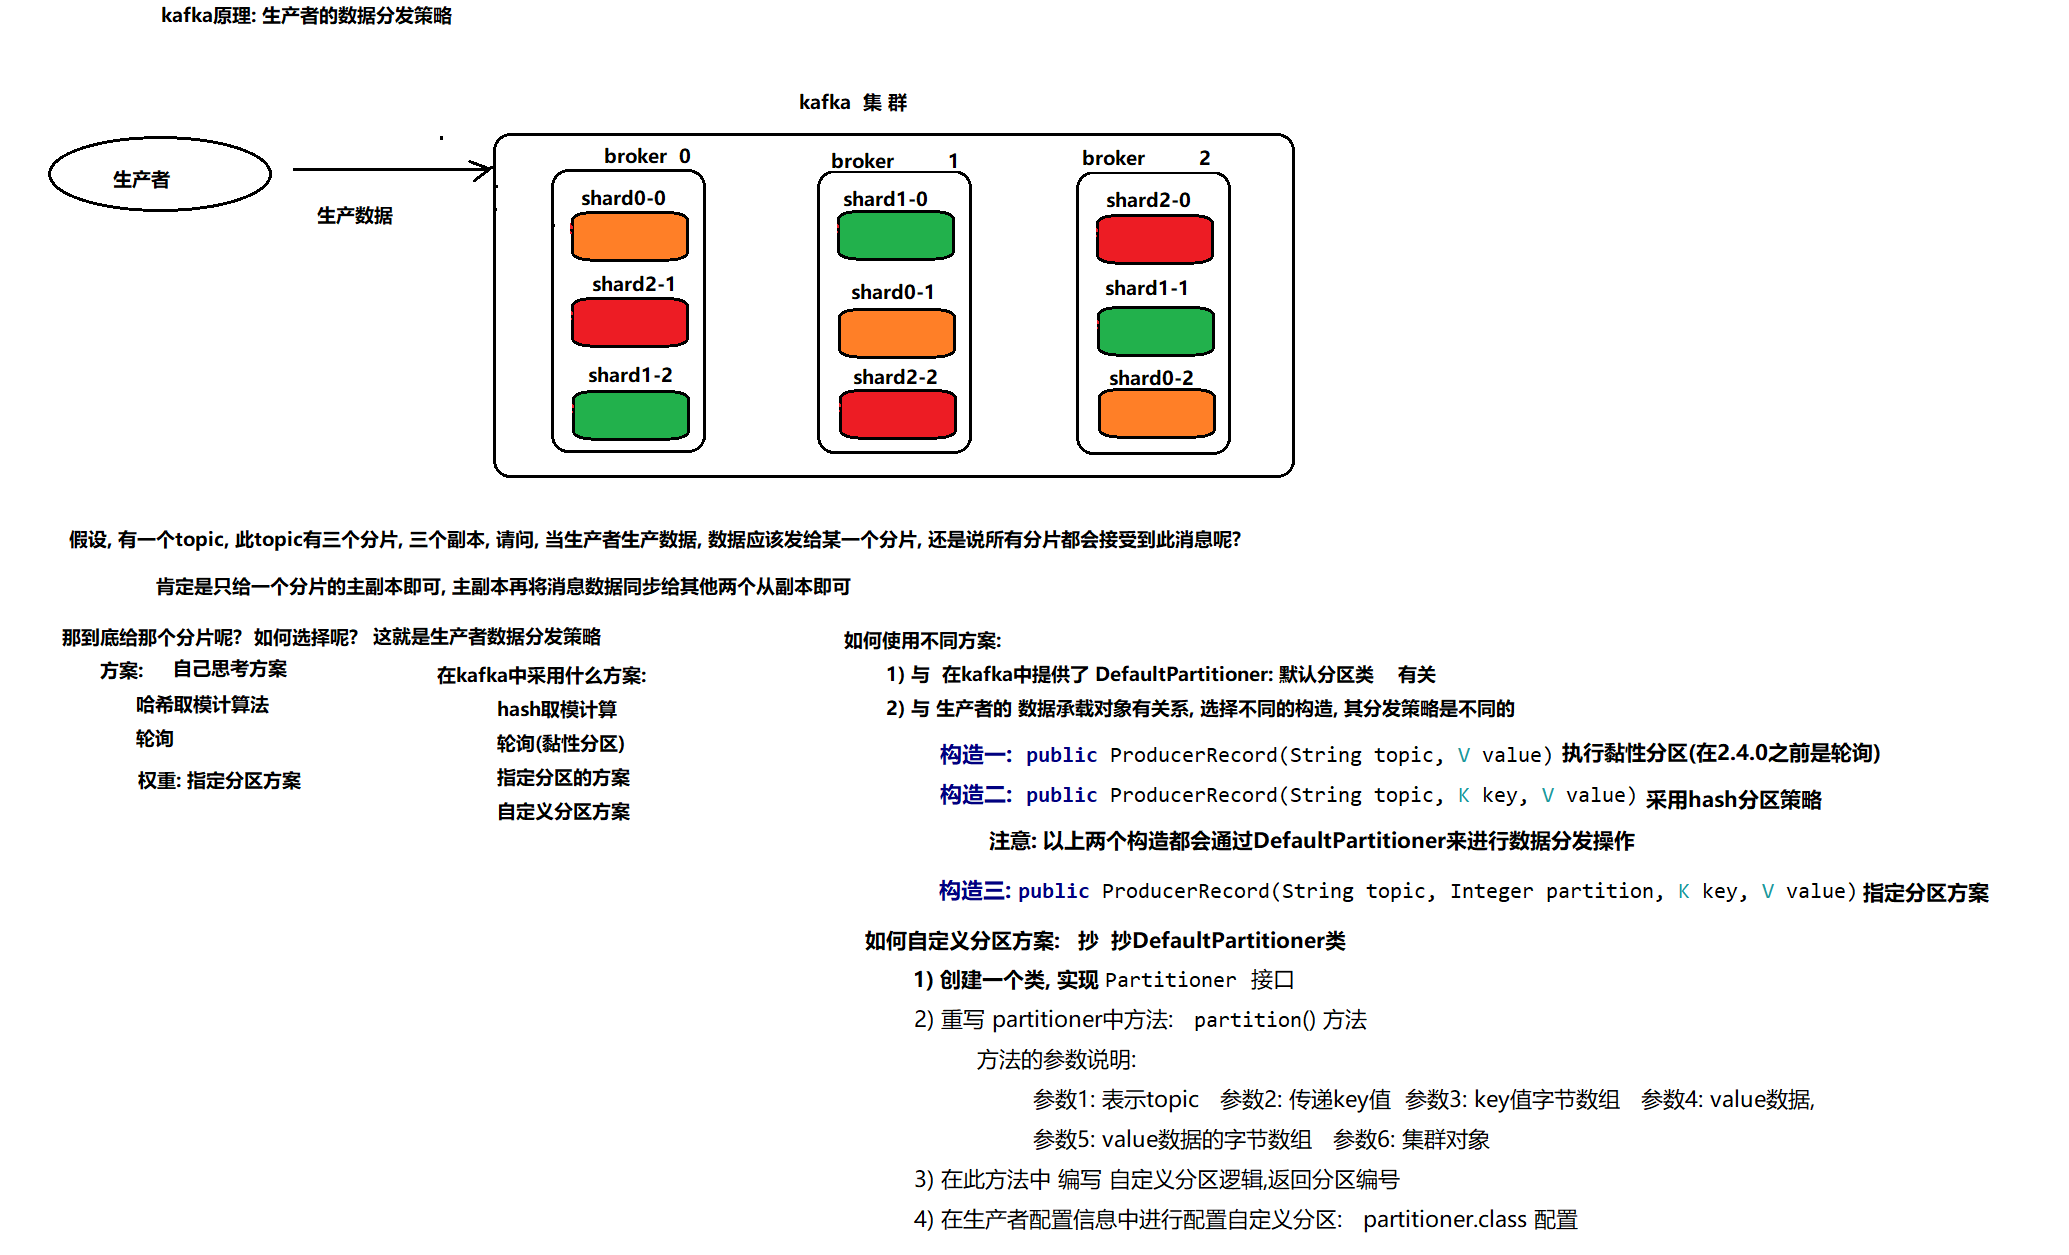 kafka原理: 生产者的数据分发策略
kafka 集 群
生产者
生产数据
broker 0
broker 1
broker 2
shard0-0
shard1-0
shard2-0
shard2-1
shard0-1
shard1-1
shard1-2
shard2-2
shard0-2
假设, 有一个topic, 此topic有三个分片, 三个副本, 请问, 当生产者生产数据, 数据应该发给某一个分片, 还是说所有分片都会接受到此消息呢?
肯定是只给一个分片的主副本即可, 主副本再将消息数据同步给其他两个从副本即可
那到底给那个分片呢? 如何选择呢? 这就是生产者数据分发策略
方案: 自己思考方案
哈希取模计算法
轮询
权重: 指定分区方案
在kafka中采用什么方案:
hash取模计算
轮询(黏性分区)
指定分区的方案
自定义分区方案
如何使用不同方案:
1) 与 在kafka中提供了 DefaultPartitioner: 默认分区类 有关
2) 与 生产者的 数据承载对象有关系, 选择不同的构造, 其分发策略是不同的
构造一: public ProducerRecord(String topic, V value) 执行黏性分区(在2.4.0之前是轮询)
构造二: public ProducerRecord(String topic, K key, V value) 采用hash分区策略
注意: 以上两个构造都会通过DefaultPartitioner来进行数据分发操作
构造三: public ProducerRecord(String topic, Integer partition, K key, V value) 指定分区方案
如何自定义分区方案: 抄 抄DefaultPartitioner类
1) 创建一个类, 实现 Partitioner 接口
2) 重写 partitioner中方法: partition() 方法
方法的参数说明:
参数1: 表示topic 参数2: 传递key值 参数3: key值字节数组 参数4: value数据,
参数5: value数据的字节数组 参数6: 集群对象
3) 在此方法中 编写 自定义分区逻辑,返回分区编号
4) 在生产者配置信息中进行配置自定义分区: partitioner.class 配置